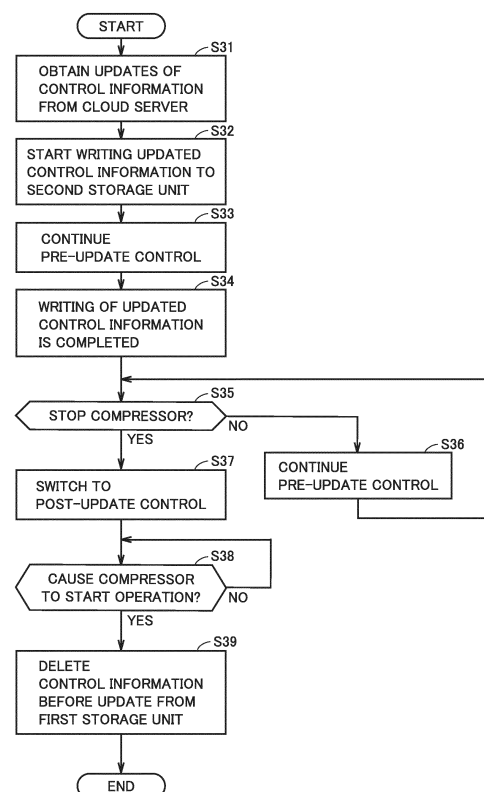 START
S31
OBTAIN UPDATES OF
CONTROL INFORMATION
FROM CLOUD SERVER
S32
START WRITING UPDATED
CONTROL INFORMATION TO
SECOND STORAGE UNIT
S33
CONTINUE
PRE-UPDATE CONTROL
S34
WRITING OF UPDATED
CONTROL INFORMATION
IS COMPLETED
S35
STOP COMPRESSOR?
NO
YES
S36
CONTINUE
PRE-UPDATE CONTROL
S37
SWITCH TO
POST-UPDATE CONTROL
S38
CAUSE COMPRESSOR
TO START OPERATION?
NO
YES
S39
DELETE
CONTROL INFORMATION
BEFORE UPDATE FROM
FIRST STORAGE UNIT
END